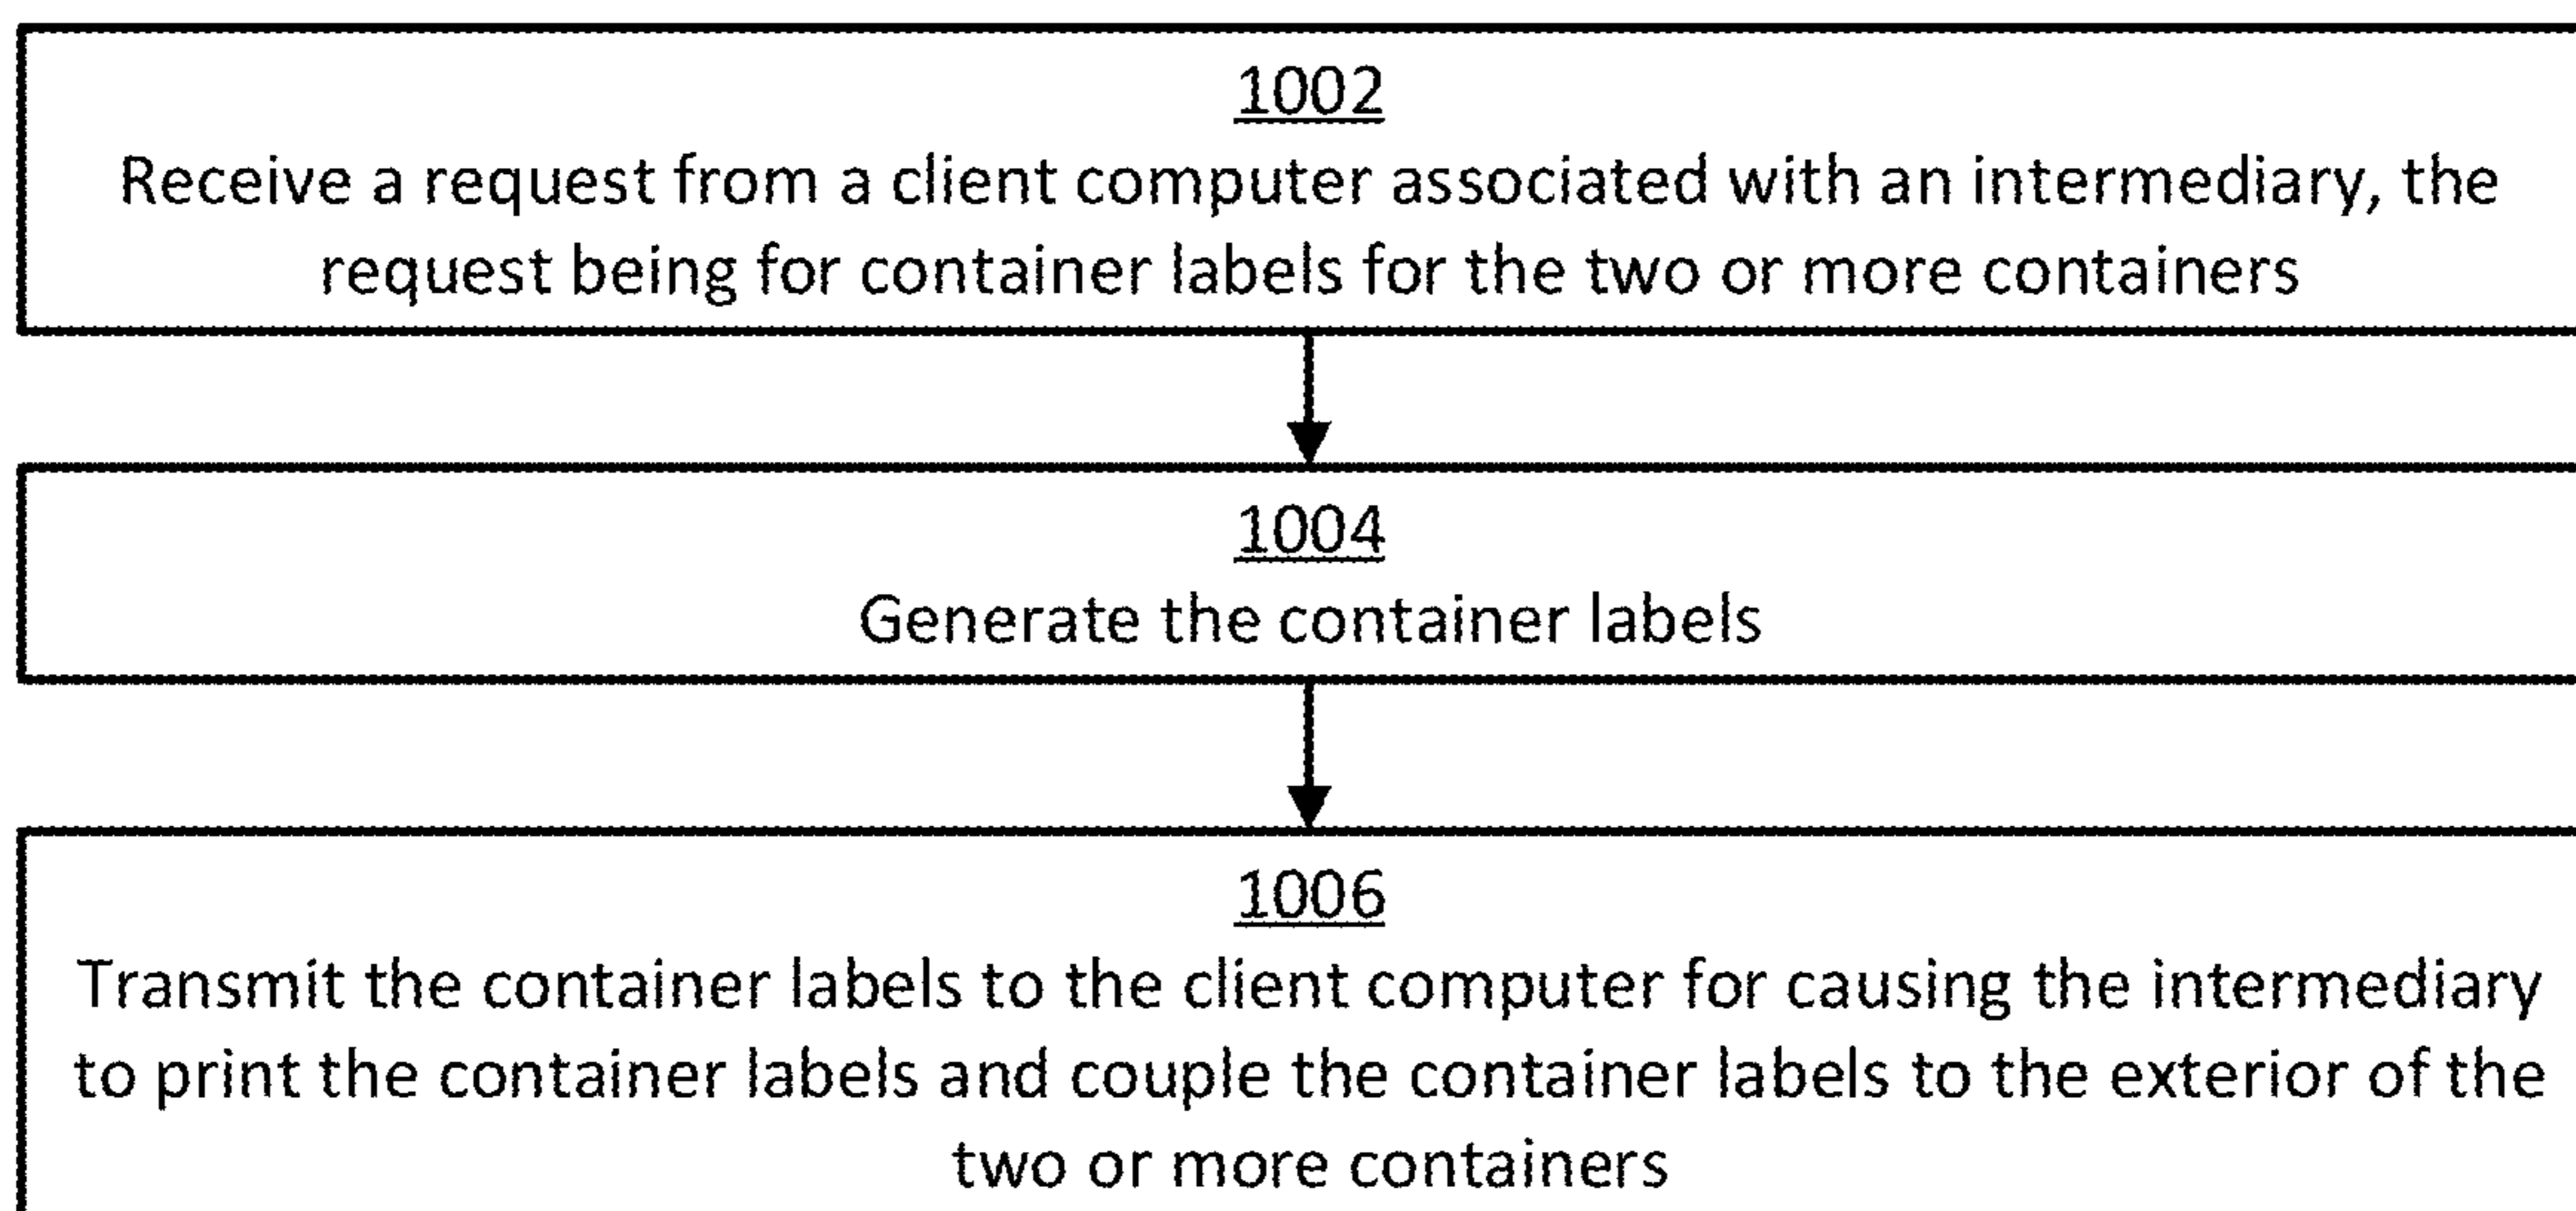 1002
Receive a request from a client computer associated with an intermediary, the
request being for container labels for the two or more containers
1004
Generate the container labels
1006
Transmit the container labels to the client computer for causing the intermediary
to print the container labels and couple the container labels to the exterior of the
two or more containers